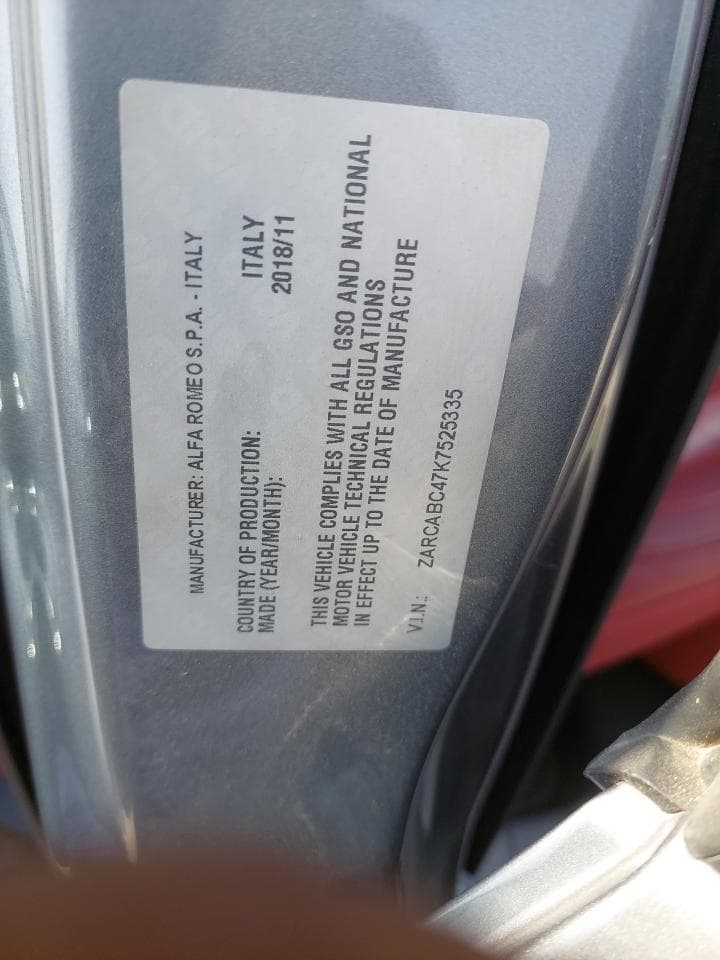 MANUFACTURER: ALFA ROMEO S.P.A. - ITALY
COUNTRY OF PRODUCTION: ITALY
MADE (YEAR/MONTH): 2018/11
THIS VEHICLE COMPLIES WITH ALL GSO AND NATIONAL
MOTOR VEHICLE TECHNICAL REGULATIONS
IN EFFECT UP TO THE DATE OF MANUFACTURE
V.I.N.: ZARCABC47K7525335